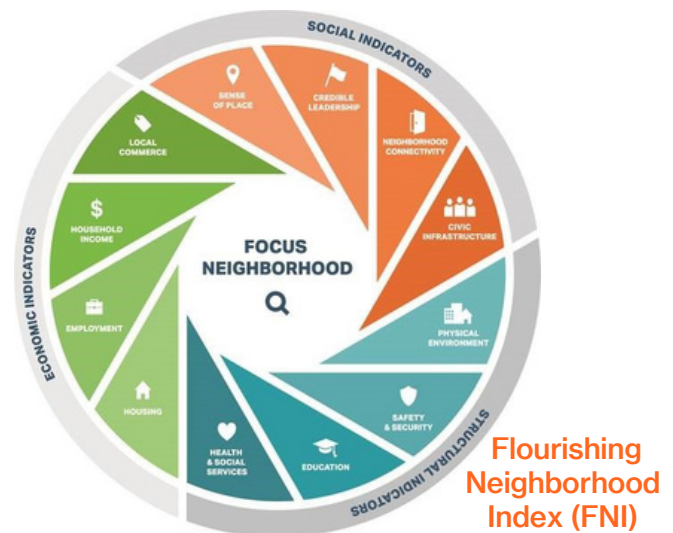 SOCIAL INDICATORS
SENSE
OF PLACE
CREDIBLE
LEADERSHIP
NEIGHBORHOOD
CONNECTIVITY
CIVIC
INFRASTRUCTURE
LOCAL
COMMERCE
$
HOUSEHOLD
INCOME
EMPLOYMENT
HOUSING
ECONOMIC INDICATORS
FOCUS
NEIGHBORHOOD
PHYSICAL
ENVIRONMENT
SAFETY
& SECURITY
EDUCATION
HEALTH
& SOCIAL
SERVICES
STRUCTURAL INDICATORS
Flourishing
Neighborhood
Index (FNI)